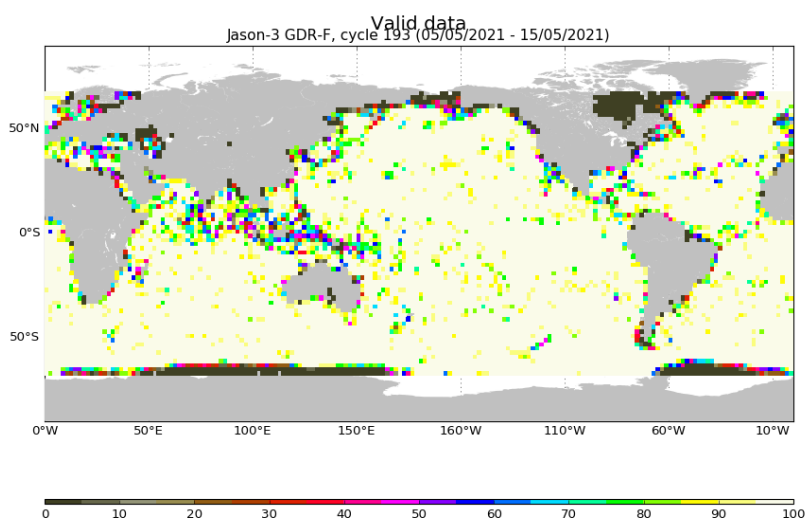 Valid data
Jason-3 GDR-F, cycle 193 (05/05/2021 - 15/05/2021)
50°N
0°S
50°S
0°W 50°E 100°E 150°E 160°W 110°W 60°W 10°W
0 10 20 30 40 50 60 70 80 90 100